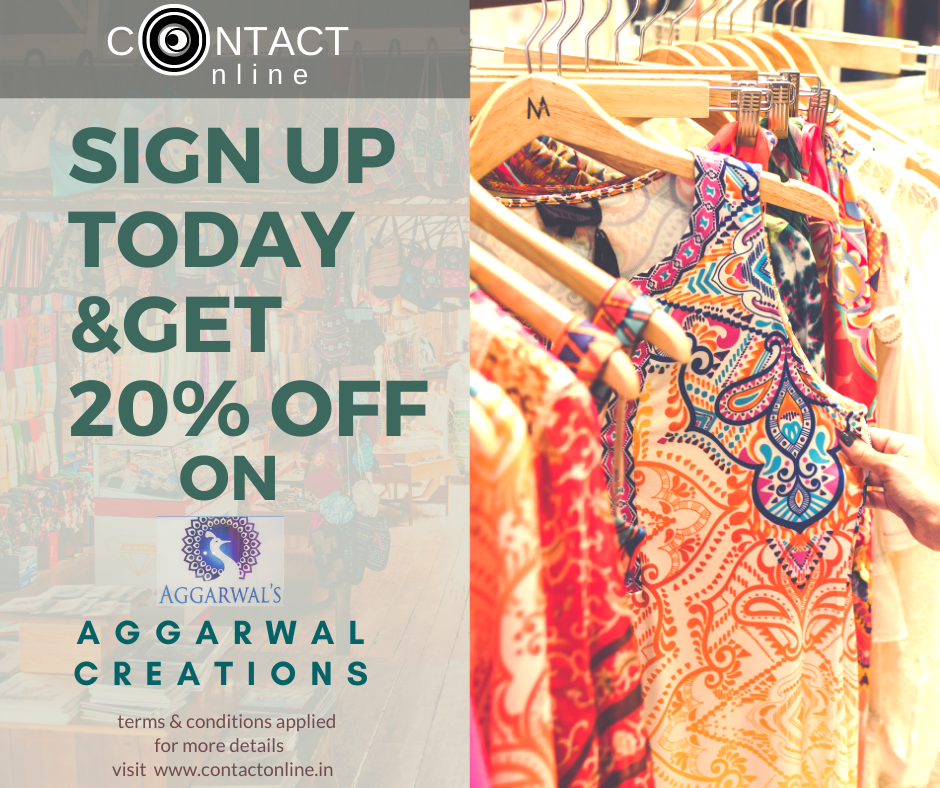 CONTACT
nline
SIGN UP
TODAY
&GET
20% OFF
ON
AGGARWAL'S
AGGARWAL
CREATIONS
terms & conditions applied
for more details
visit www.contactonline.in
M